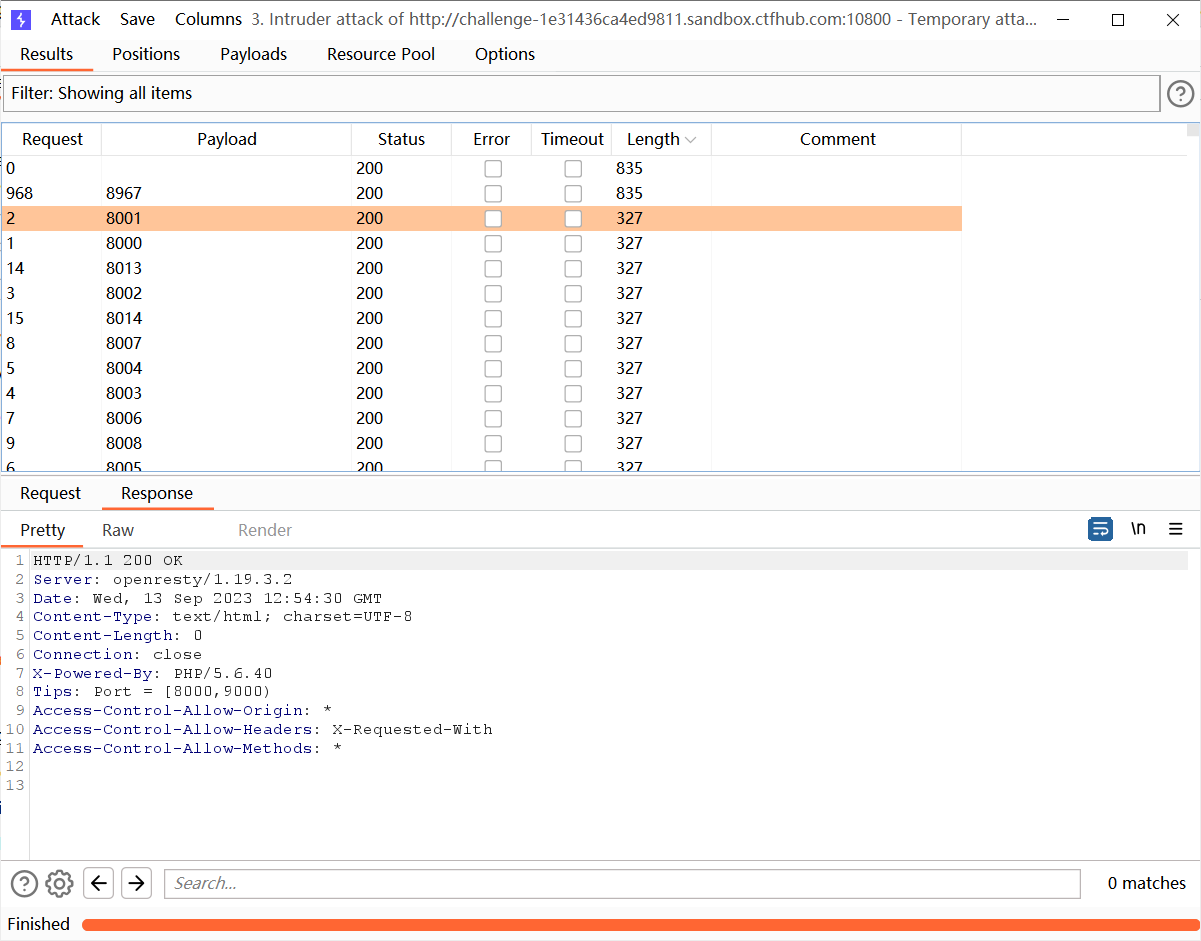 Attack Save Columns 3. Intruder attack of http://challenge-1e31436ca4ed9811.sandbox.ctfhub.com:10800 - Temporary atta...
Results Positions Payloads Resource Pool Options
Filter: Showing all items
Request Payload Status Error Timeout Length Comment
0 200 835
968 8967 200 835
2 8001 200 327
1 8000 200 327
14 8013 200 327
3 8002 200 327
15 8014 200 327
8 8007 200 327
5 8004 200 327
4 8003 200 327
7 8006 200 327
9 8008 200 327
6 8005 200 327
Request Response
Pretty Raw Render \n
1 HTTP/1.1 200 OK
2 Server: openresty/1.19.3.2
3 Date: Wed, 13 Sep 2023 12:54:30 GMT
4 Content-Type: text/html; charset=UTF-8
5 Content-Length: 0
6 Connection: close
7 X-Powered-By: PHP/5.6.40
8 Tips: Port = [8000,9000)
9 Access-Control-Allow-Origin: *
10 Access-Control-Allow-Headers: X-Requested-With
11 Access-Control-Allow-Methods: *
12
13
Search... 0 matches
Finished